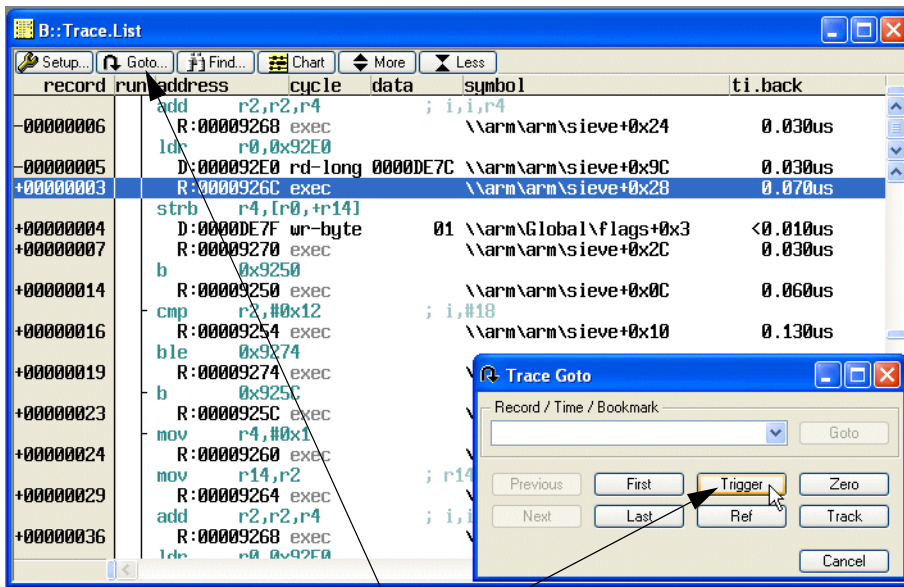 B::Trace.List
Setup... Goto... Find... Chart More Less
record run address cycle data symbol ti.back
add r2,r2,r4 ; i,i,r4
-00000006 R:00009268 exec \\arm\arm\sieve+0x24 0.030us
ldr r0,0x92E0
-00000005 D:000092E0 rd-long 0000DE7C \\arm\arm\sieve+0x9C 0.030us
+00000003 R:0000926C exec \\arm\arm\sieve+0x28 0.070us
strb r4,[r0,+r14]
+00000004 D:0000DE7F wr-byte 01 \\arm\Global\flags+0x3 <0.010us
+00000007 R:00009270 exec \\arm\arm\sieve+0x2C 0.030us
b 0x9250
+00000014 R:00009250 exec \\arm\arm\sieve+0x0C 0.060us
cmp r2,#0x12 ; i,#18
+00000016 R:00009254 exec \\arm\arm\sieve+0x10 0.130us
ble 0x9274
+00000019 R:00009274 exec
b 0x925C
+00000023 R:0000925C exec
mov r4,#0x1
+00000024 R:00009260 exec
mov r14,r2 ; r14
+00000029 R:00009264 exec
add r2,r2,r4 ; i,i
+00000036 R:00009268 exec
ldr r0,0x92E0
Trace Goto
Record / Time / Bookmark
Goto
Previous First Trigger Zero
Next Last Ref Track
Cancel